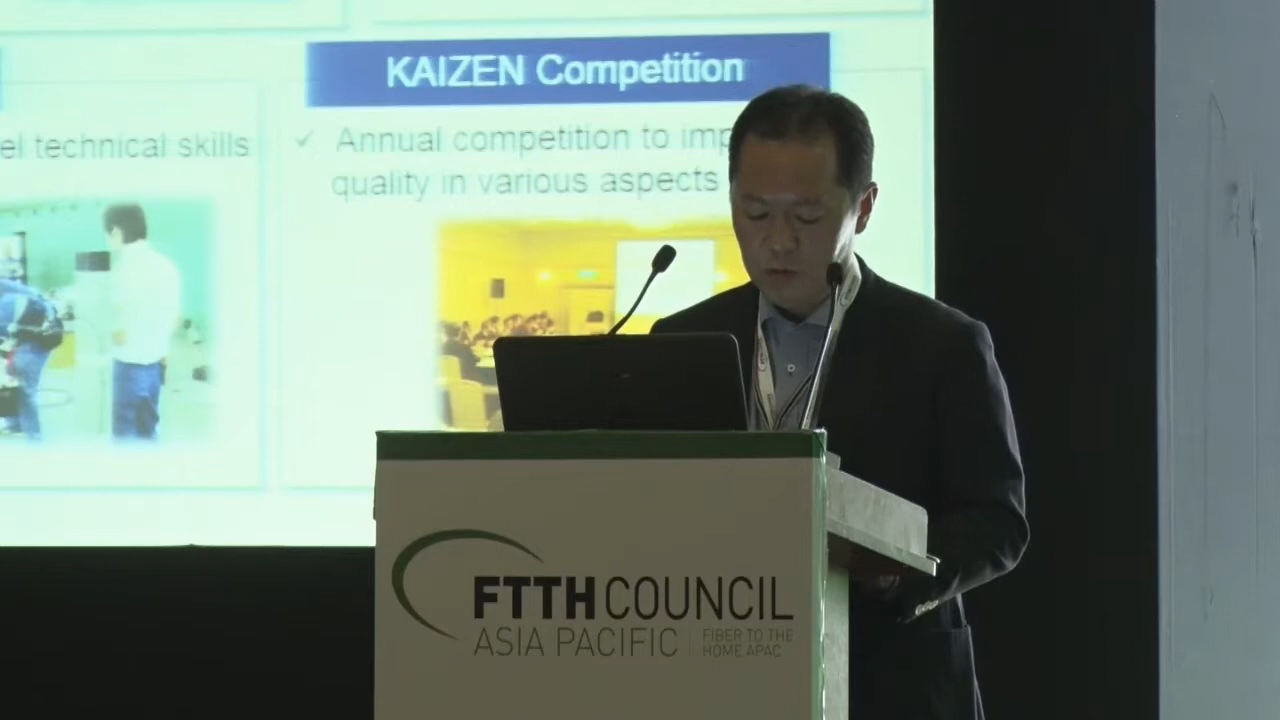 KAIZEN Competition
el technical skills
✓ Annual competition to imp
quality in various aspects
FTTH COUNCIL
ASIA PACIFIC | FIBER TO THE
HOME APAC